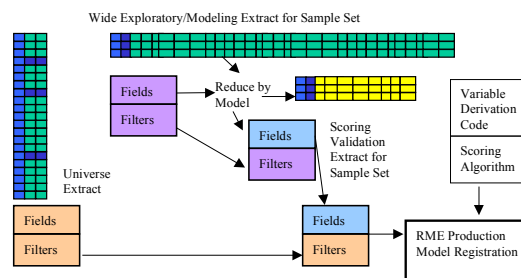 Wide Exploratory/Modeling Extract for Sample Set
Fields
Filters
Reduce by
Model
Variable
Derivation
Code
Scoring
Algorithm
Fields
Filters
Scoring
Validation
Extract for
Sample Set
Universe
Extract
Fields
Filters
Fields
Filters
RME Production
Model Registration